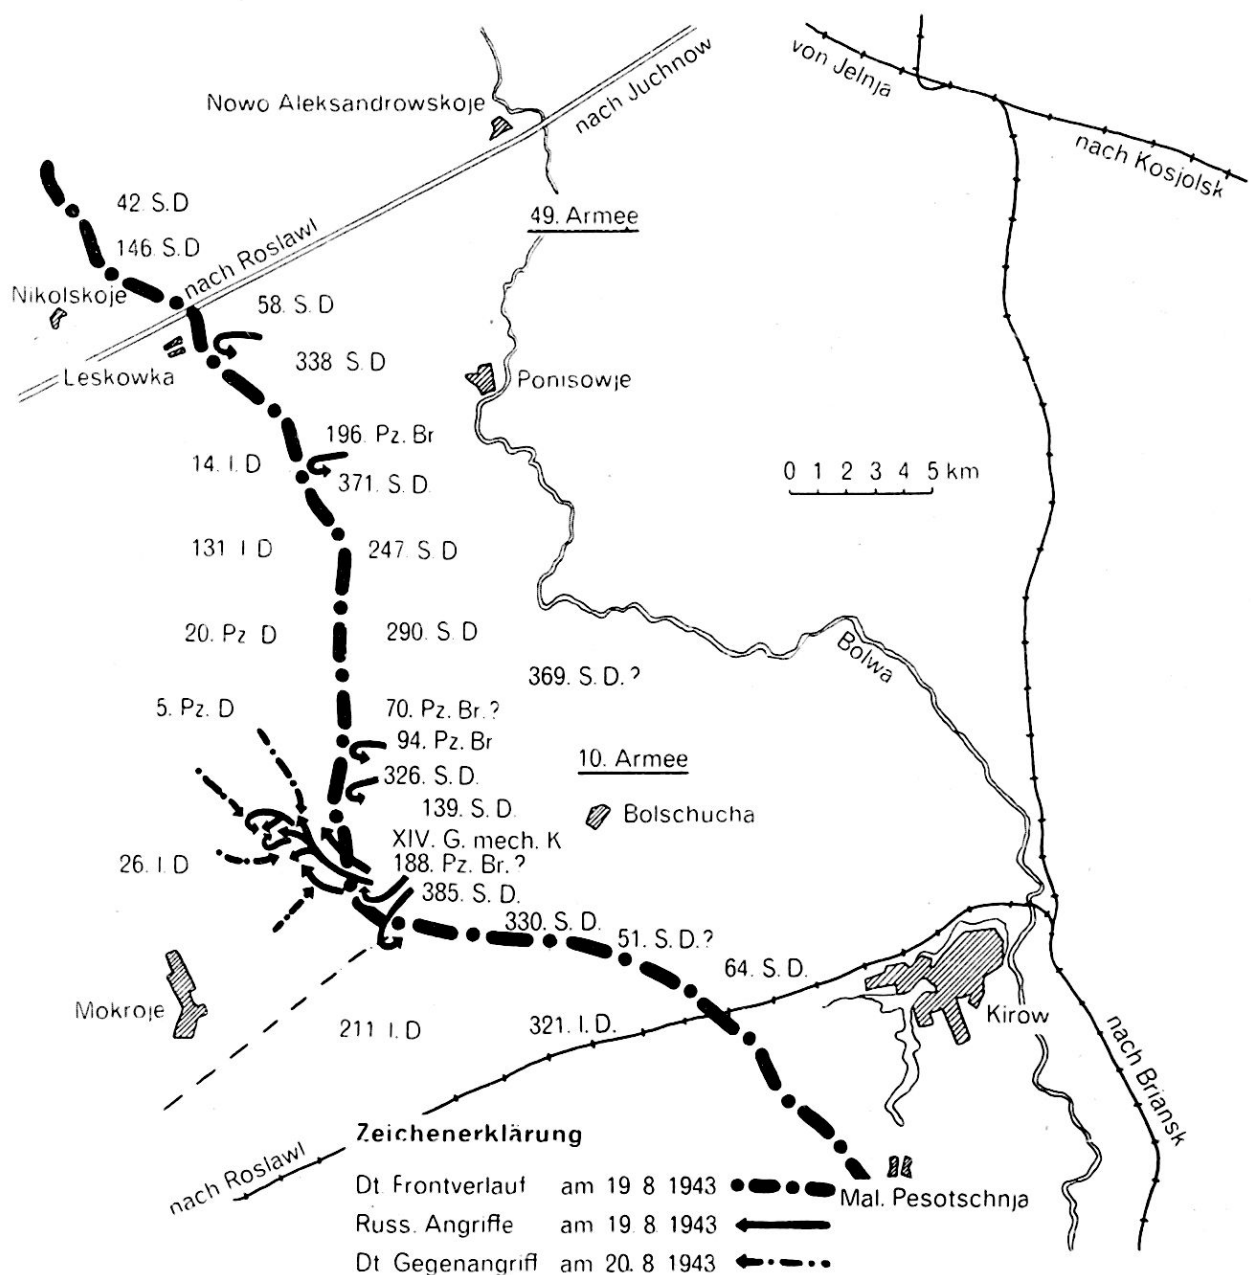 von Jelnja
nach Juchnow
Nowo Aleksandrowskoje
nach Kosjolsk
42. S.D
49. Armee
146. S.D
nach Roslawl
Nikolskoje
58. S.D
338 S.D
Leskowka
Ponisowje
196. Pz. Br
14. I.D
371. S.D.
0 1 2 3 4 5 km
131 I D
247. S D
20. Pz D
290. S. D
Bolwa
369. S.D.?
5. Pz. D
70. Pz. Br.?
94. Pz. Br
10. Armee
326. S.D.
139. S.D.
Bolschucha
XIV. G. mech. K
26. I.D
188. Pz. Br.?
385. S. D.
330. S.D.
51. S.D.?
64. S.D.
Mokroje
211 I. D
321. I. D.
Kirow
nach Briansk
Zeichenerklärung
nach Roslawl
Dt. Frontverlauf am 19 8 1943
Mal. Pesotschnja
Russ. Angriffe am 19. 8. 1943
Dt Gegenangriff am 20. 8 1943